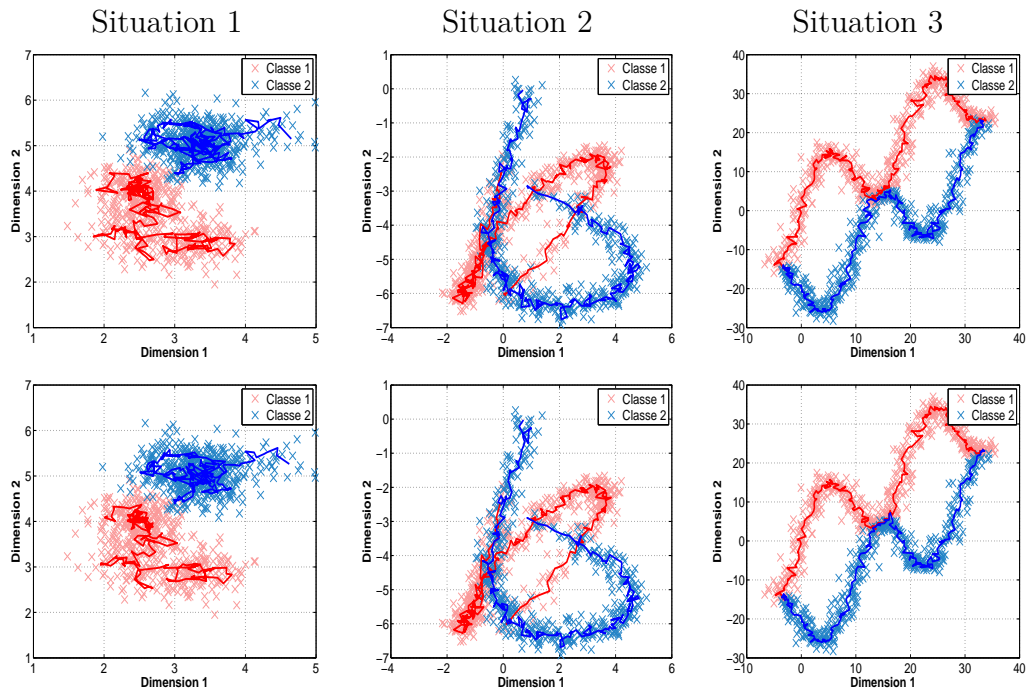 Situation 1
Situation 2
Situation 3
7
6
5
4
3
2
1
Dimension 2
Classe 1
Classe 2
1 2 3 4 5
Dimension 1
1
0
−1
−2
−3
−4
−5
−6
−7
Dimension 2
Classe 1
Classe 2
−4 −2 0 2 4 6
Dimension 1
40
30
20
10
0
−10
−20
−30
Dimension 2
Classe 1
Classe 2
−10 0 10 20 30 40
Dimension 1
7
6
5
4
3
2
1
Dimension 2
Classe 1
Classe 2
1 2 3 4 5
Dimension 1
1
0
−1
−2
−3
−4
−5
−6
−7
Dimension 2
Classe 1
Classe 2
−4 −2 0 2 4 6
Dimension 1
40
30
20
10
0
−10
−20
−30
Dimension 2
Classe 1
Classe 2
−10 0 10 20 30 40
Dimension 1